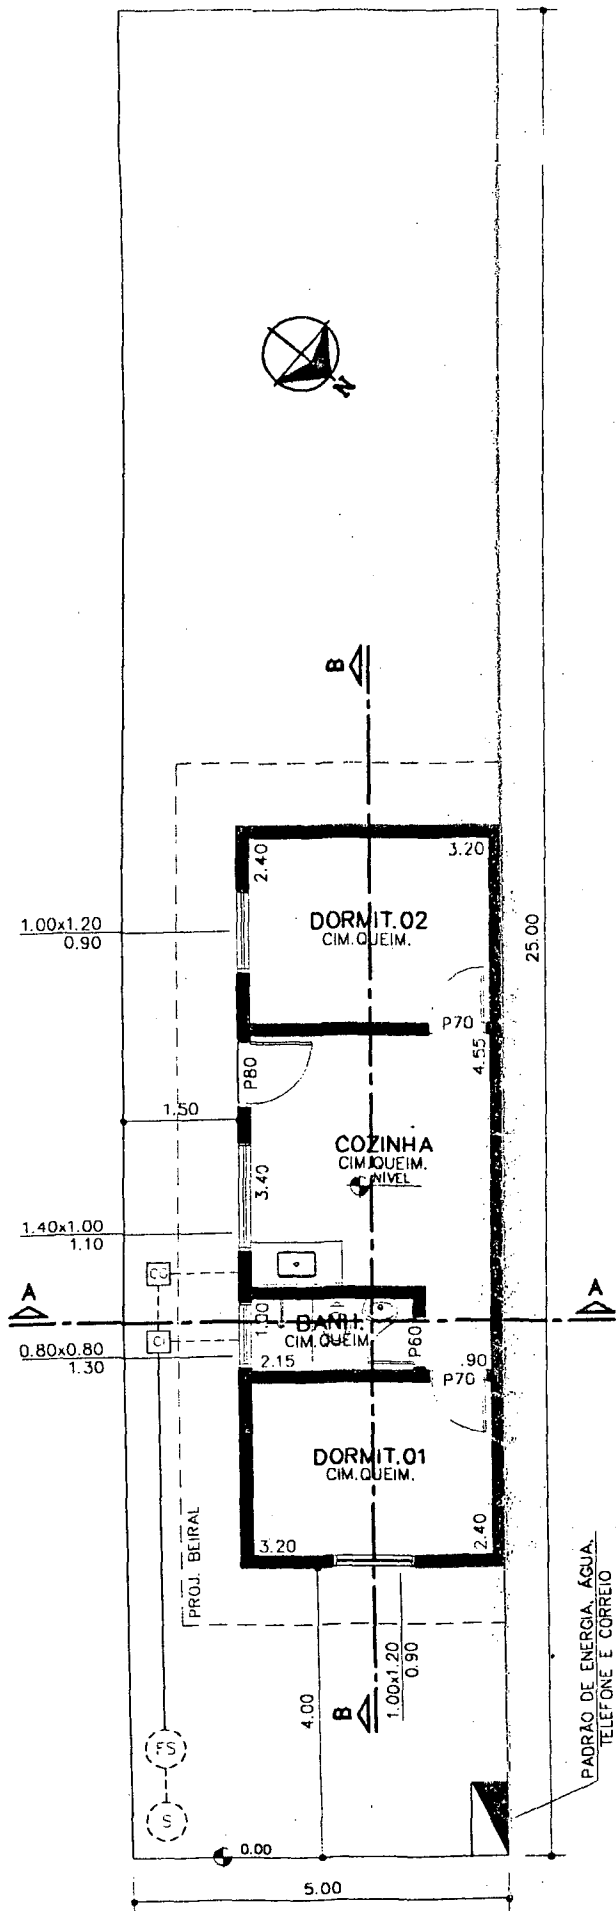 N
B
2.40
3.20
DORMIT.02
CIM.QUEIM.
1.00x1.20
0.90
25.00
P70
4.55
P80
1.50
COZINHA
CIM.QUEIM.
NIVEL
3.40
1.40x1.00
1.10
CG
A
A
1.00
BANH.
CIM.QUEIM.
P60
CI
0.80x0.80
1.30
2.15
.90
P70
DORMIT.01
CIM.QUEIM.
3.20
2.40
PROJ. BEIRAL
4.00
B
1.00x1.20
0.90
PADRÃO DE ENERGIA, ÁGUA,
TELEFONE E CORREIO
FS
S
0.00
5.00